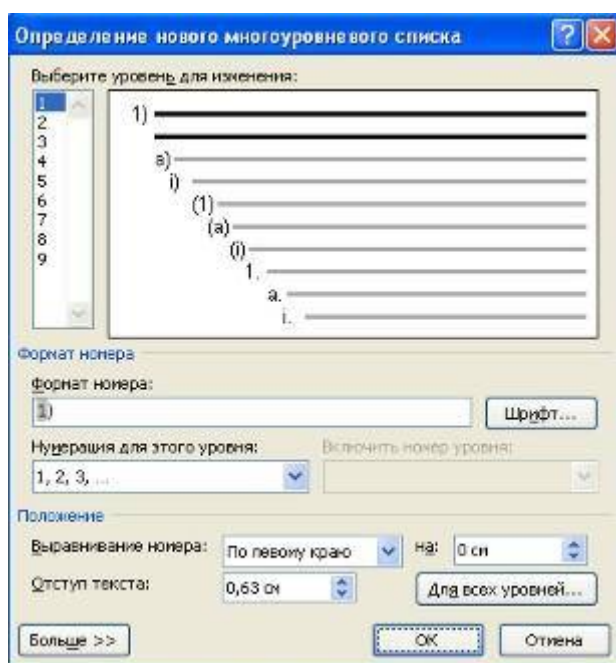 Определение нового многоуровневого списка
Выберите уровень для изменения:
1
2
3
4
5
6
7
8
9
1)
a)
i)
(1)
(a)
(i)
1.
a.
i.
Формат номера
Формат номера:
1)
Шрифт...
Нумерация для этого уровня:
Включить номер уровня:
1, 2, 3, ...
Положение
Выравнивание номера:
По левому краю
на:
0 см
Отступ текста:
0,63 см
Для всех уровней...
Больше >>
ОК
Отмена